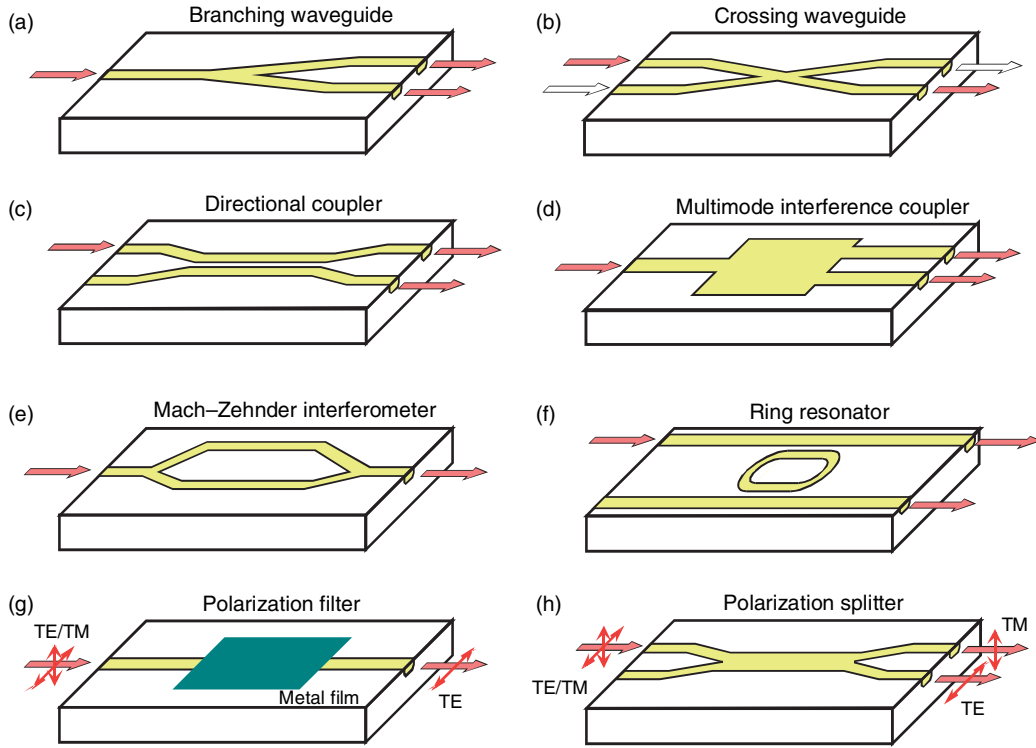 (a)
Branching waveguide
(b)
Crossing waveguide
(c)
Directional coupler
(d)
Multimode interference coupler
(e)
Mach–Zehnder interferometer
(f)
Ring resonator
(g)
Polarization filter
TE/TM
Metal film
TE
(h)
Polarization splitter
TM
TE/TM
TE